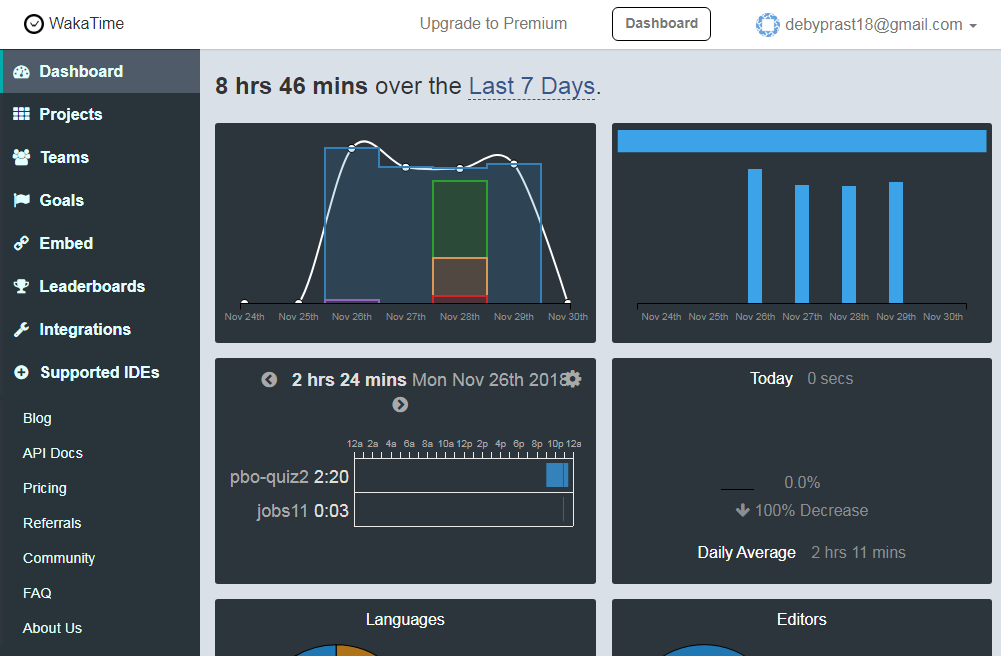 WakaTime
Upgrade to Premium
Dashboard
debyprast18@gmail.com
Dashboard
Projects
Teams
Goals
Embed
Leaderboards
Integrations
Supported IDEs
Blog
API Docs
Pricing
Referrals
Community
FAQ
About Us
8 hrs 46 mins over the Last 7 Days.
Nov 24th Nov 25th Nov 26th Nov 27th Nov 28th Nov 29th Nov 30th
Nov 24th Nov 25th Nov 26th Nov 27th Nov 28th Nov 29th Nov 30th
2 hrs 24 mins Mon Nov 26th 2018
12a 2a 4a 6a 8a 10a 12p 2p 4p 6p 8p 10p 12a
pbo-quiz2 2:20
jobs11 0:03
Today 0 secs
0.0%
100% Decrease
Daily Average 2 hrs 11 mins
Languages
Editors